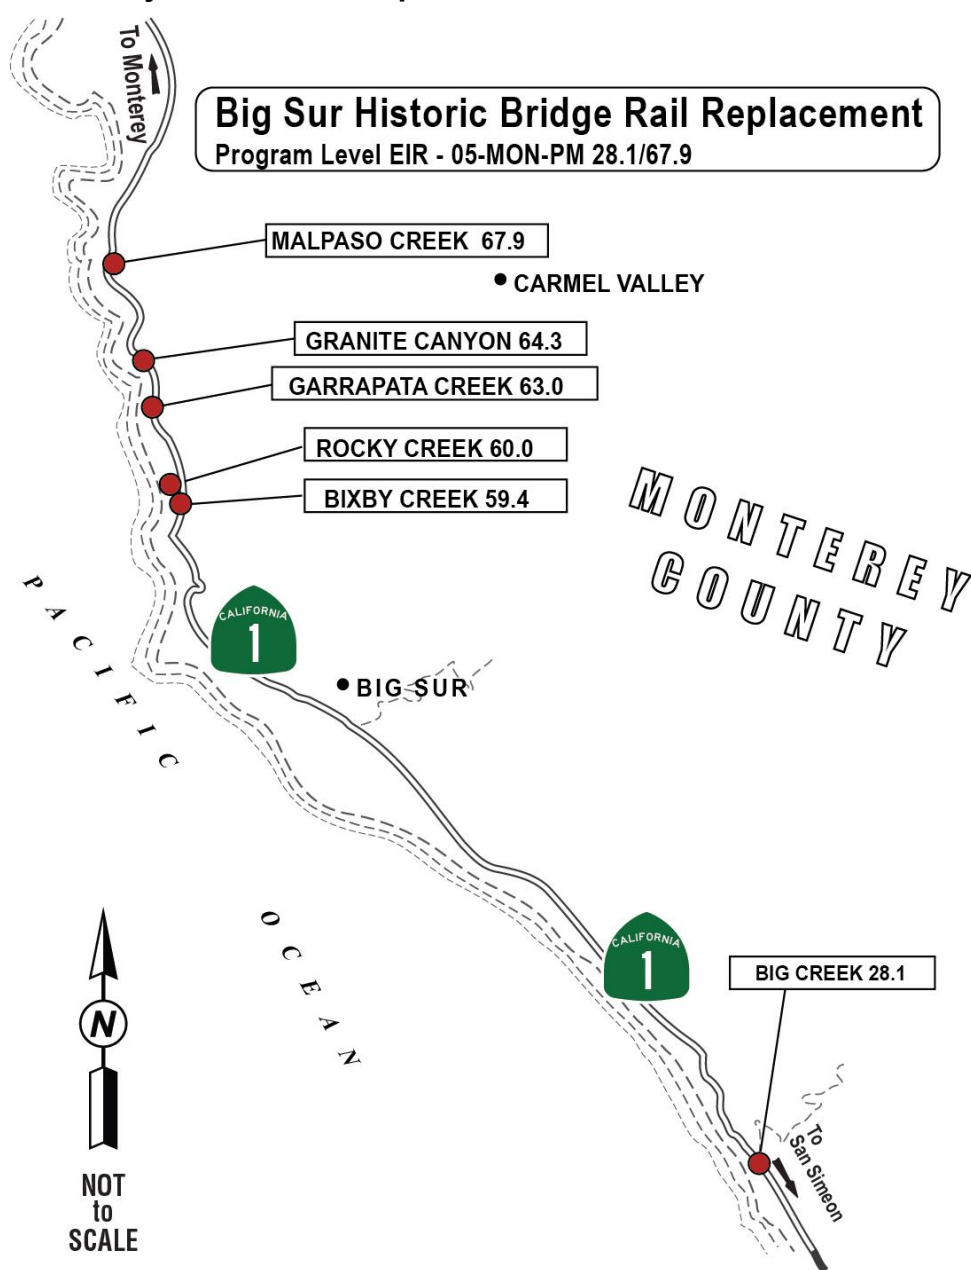 To Monterey
Big Sur Historic Bridge Rail Replacement
Program Level EIR - 05-MON-PM 28.1/67.9
MALPASO CREEK 67.9
CARMEL VALLEY
GRANITE CANYON 64.3
GARRAPATA CREEK 63.0
ROCKY CREEK 60.0
BIXBY CREEK 59.4
MONTEREY
COUNTY
PACIFIC
CALIFORNIA
1
BIG SUR
OCEAN
CALIFORNIA
1
BIG CREEK 28.1
N
To
San Simeon
NOT
to
SCALE